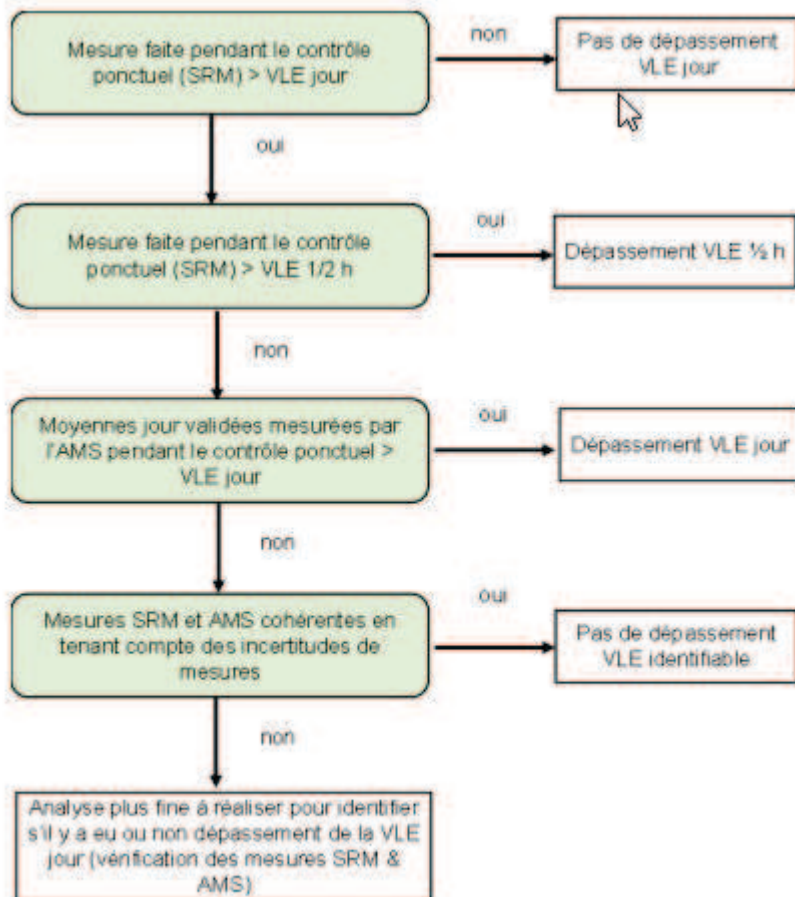 Mesure faite pendant le contrôle
ponctuel (SRM) > VLE jour
non
Pas de dépassement
VLE jour
oui
Mesure faite pendant le contrôle
ponctuel (SRM) > VLE 1/2 h
oui
Dépassement VLE ½ h
non
Moyennes jour validées mesurées par
l'AMS pendant le contrôle ponctuel >
VLE jour
oui
Dépassement VLE jour
non
Mesures SRM et AMS cohérentes en
tenant compte des incertitudes de
mesures
oui
Pas de dépassement
VLE identifiable
non
Analyse plus fine à réaliser pour identifier
s'il y a eu ou non dépassement de la VLE
jour (vérification des mesures SRM &
AMS)